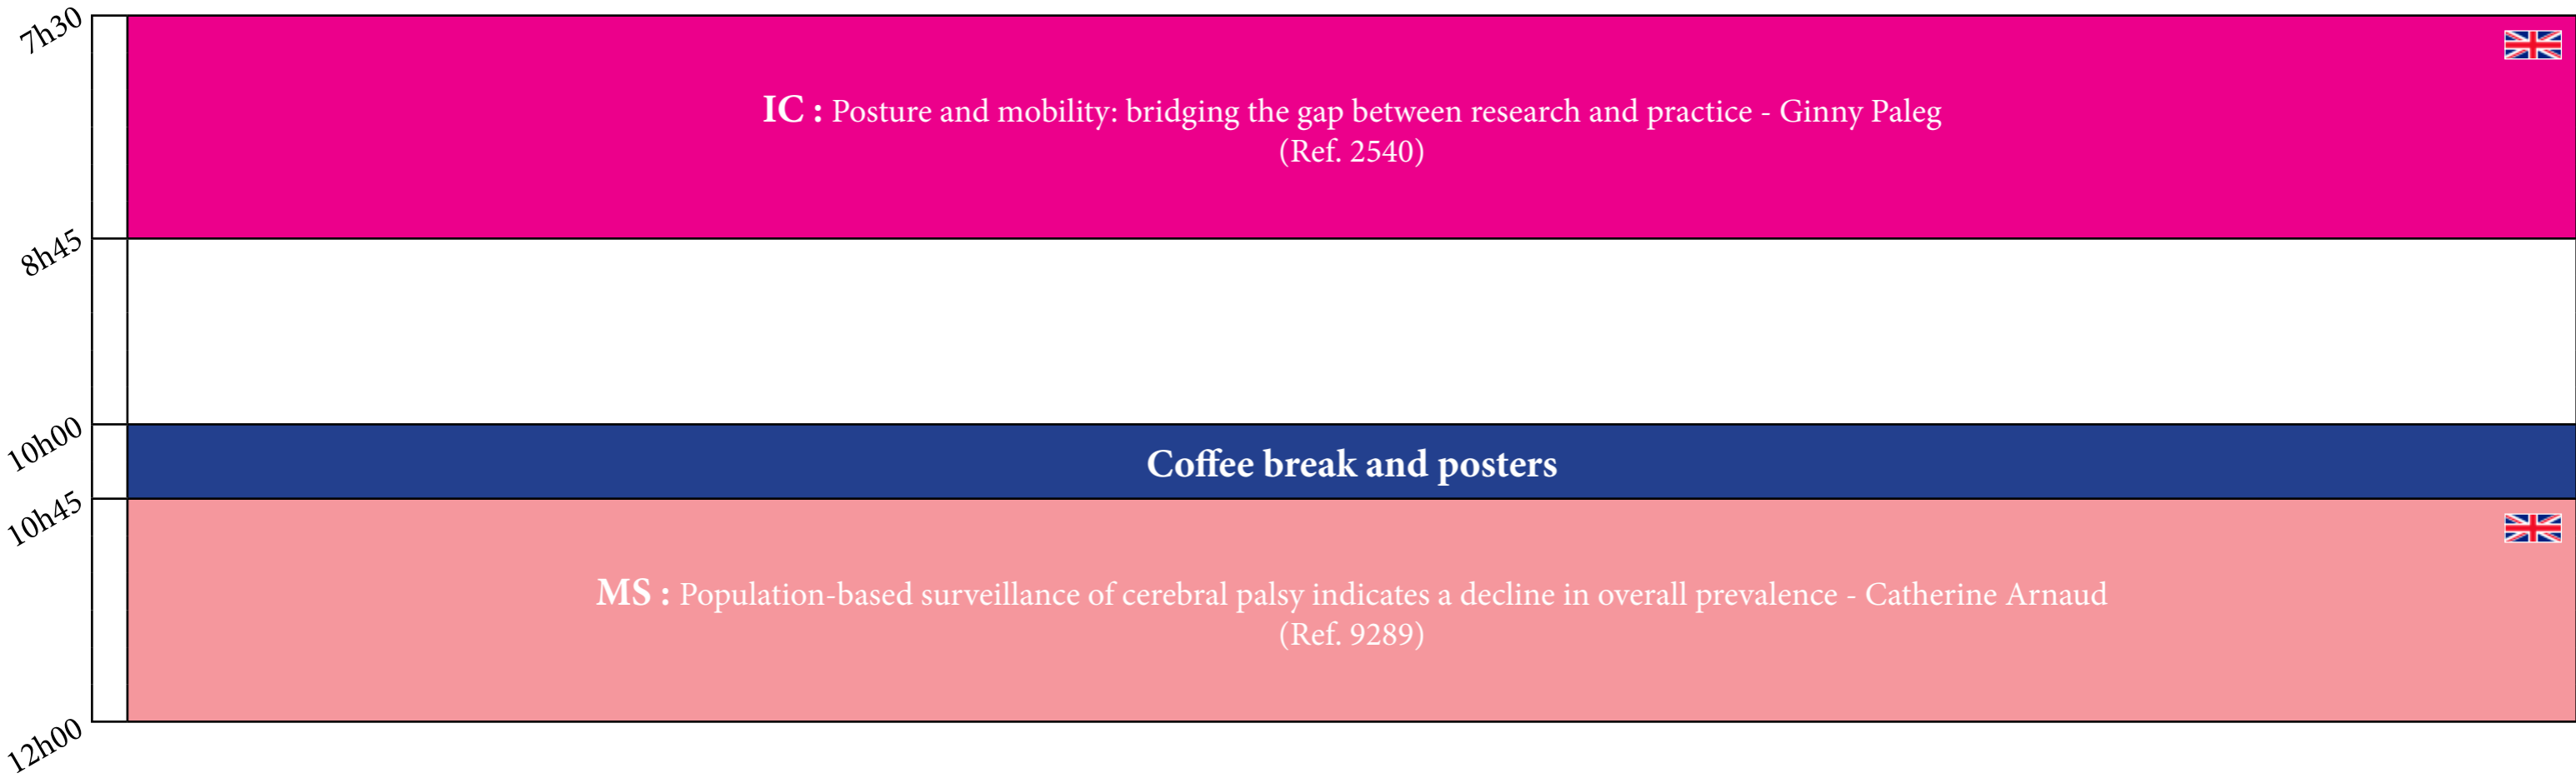 7h30
IC : Posture and mobility: bridging the gap between research and practice - Ginny Paleg
(Ref. 2540)
8h45
10h00
Coffee break and posters
10h45
MS : Population-based surveillance of cerebral palsy indicates a decline in overall prevalence - Catherine Arnaud
(Ref. 9289)
12h00